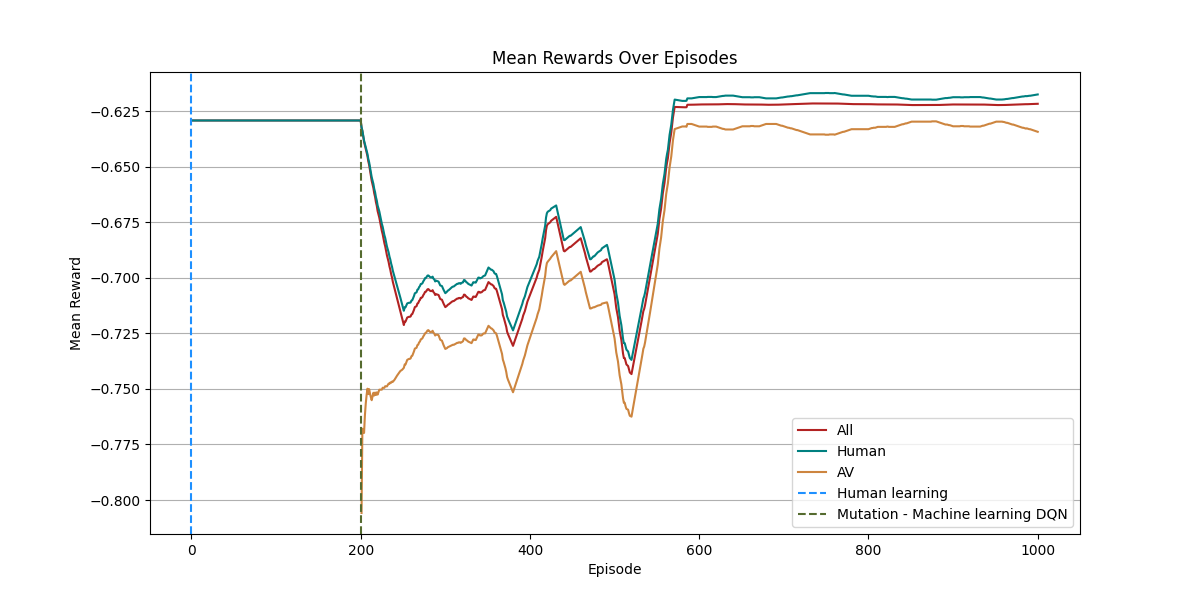 Mean Rewards Over Episodes
Mean Reward
−0.625
−0.650
−0.675
−0.700
−0.725
−0.750
−0.775
−0.800
0
200
400
600
800
1000
Episode
All
Human
AV
Human learning
Mutation - Machine learning DQN